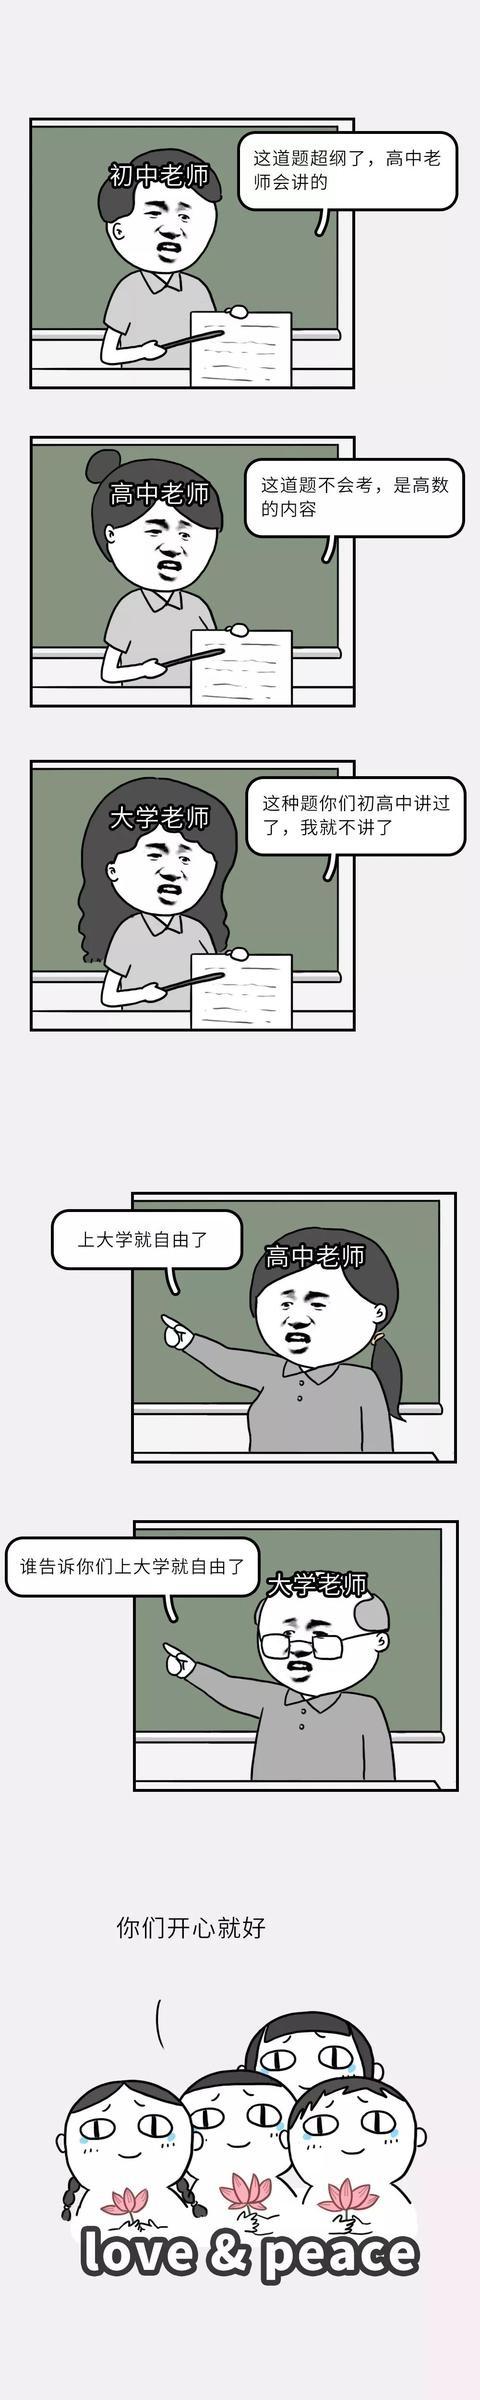 初中老师
这道题超纲了，高中老
师会讲的
高中老师
这道题不会考，是高数
的内容
大学老师
这种题你们初高中讲过
了，我就不讲了
上大学就自由了
高中老师
谁告诉你们上大学就自由了
大学老师
你们开心就好
love & peace